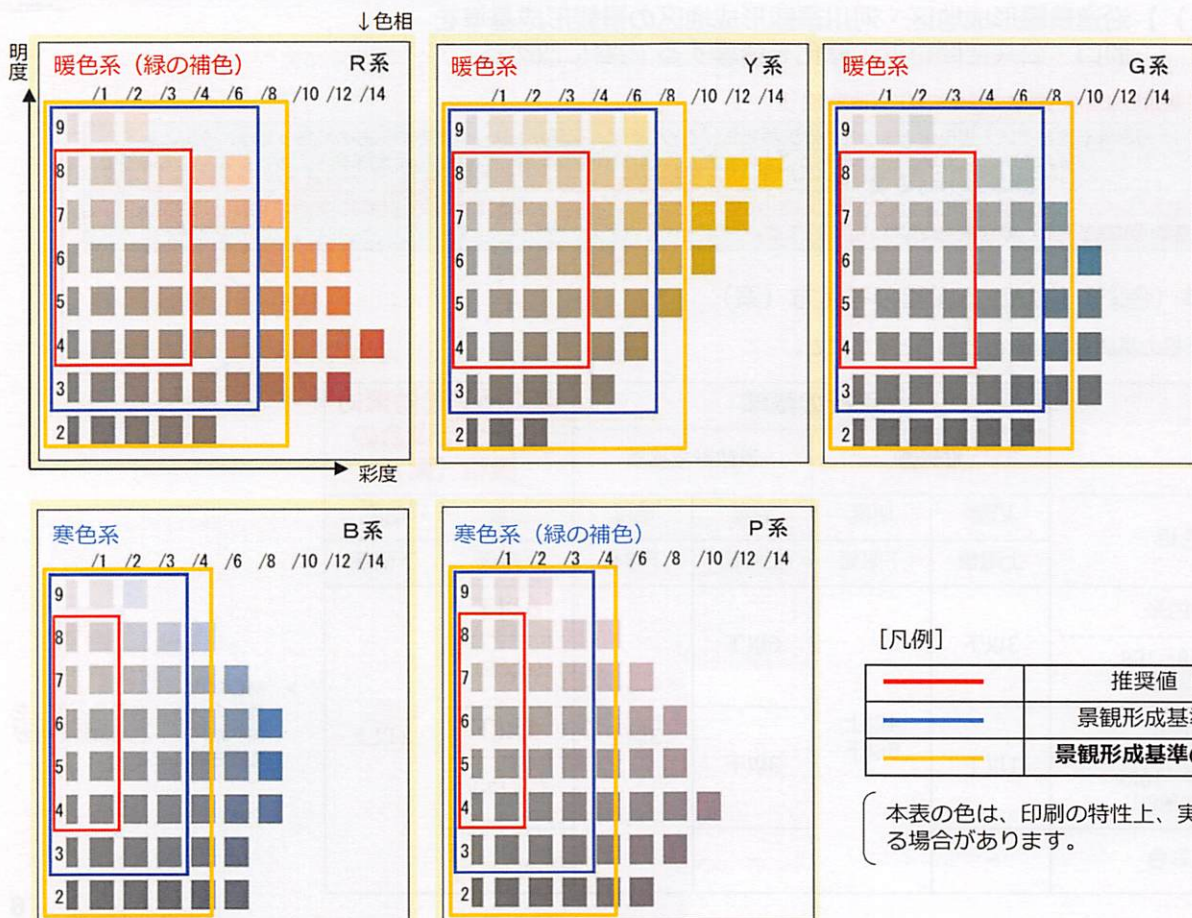 ↓色相
明度
暖色系（緑の補色） R系
/1 /2 /3 /4 /6 /8 /10 /12 /14
9
8
7
6
5
4
3
2
彩度
暖色系 Y系
/1 /2 /3 /4 /6 /8 /10 /12 /14
9
8
7
6
5
4
3
2
暖色系 G系
/1 /2 /3 /4 /6 /8 /10 /12 /14
9
8
7
6
5
4
3
2
寒色系 B系
/1 /2 /3 /4 /6 /8 /10 /12 /14
9
8
7
6
5
4
3
2
寒色系（緑の補色） P系
/1 /2 /3 /4 /6 /8 /10 /12 /14
9
8
7
6
5
4
3
2
［凡例］
推奨値
景観形成基
景観形成基準
本表の色は、印刷の特性上、実
る場合があります。